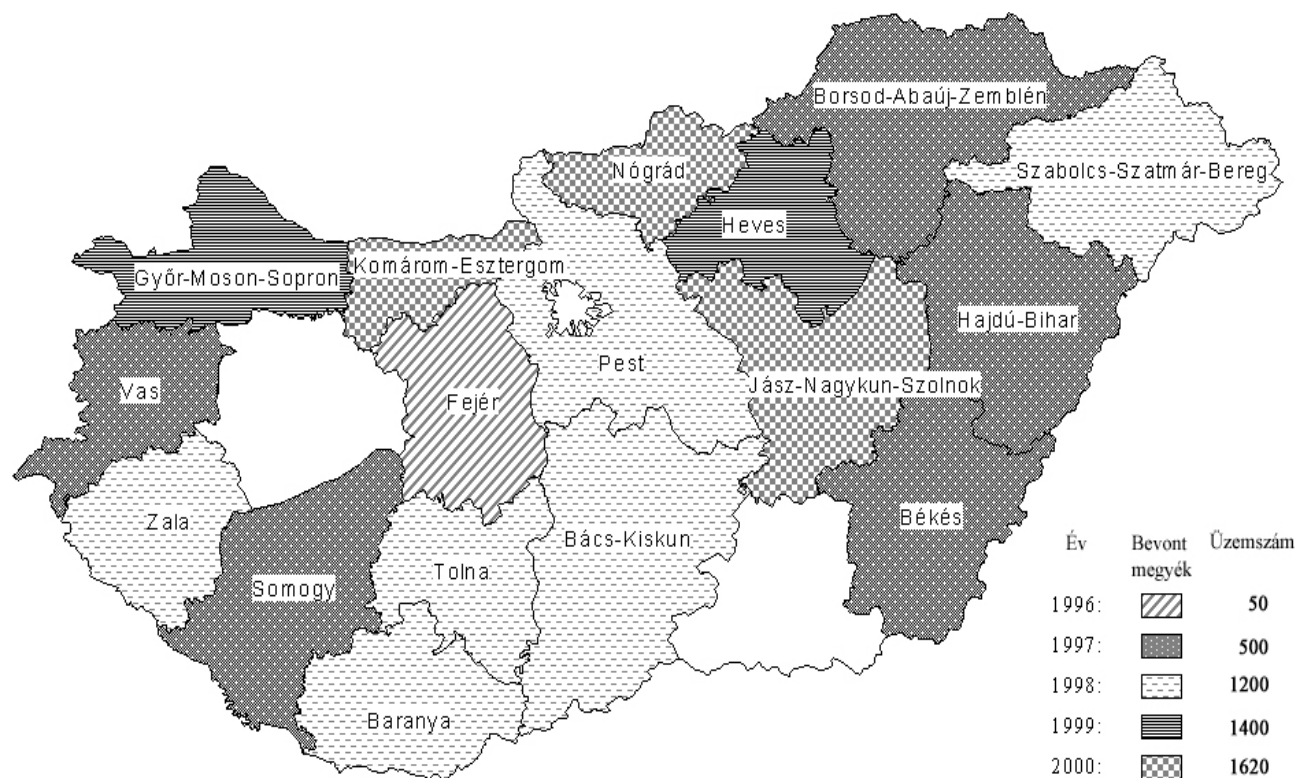 Borsod-Abaúj-Zemblén
Nógrád
Szabolcs-Szatmár-Bereg
Heves
Komárom-Esztergom
Győr-Moson-Sopron
Hajdú-Bihar
Pest
Jász-Nagykun-Szolnok
Vas
Fejér
Zala
Bács-Kiskun
Békés
Tolna
Somogy
Baranya
Év Bevont megyék Üzemszám
1996: 50
1997: 500
1998: 1200
1999: 1400
2000: 1620